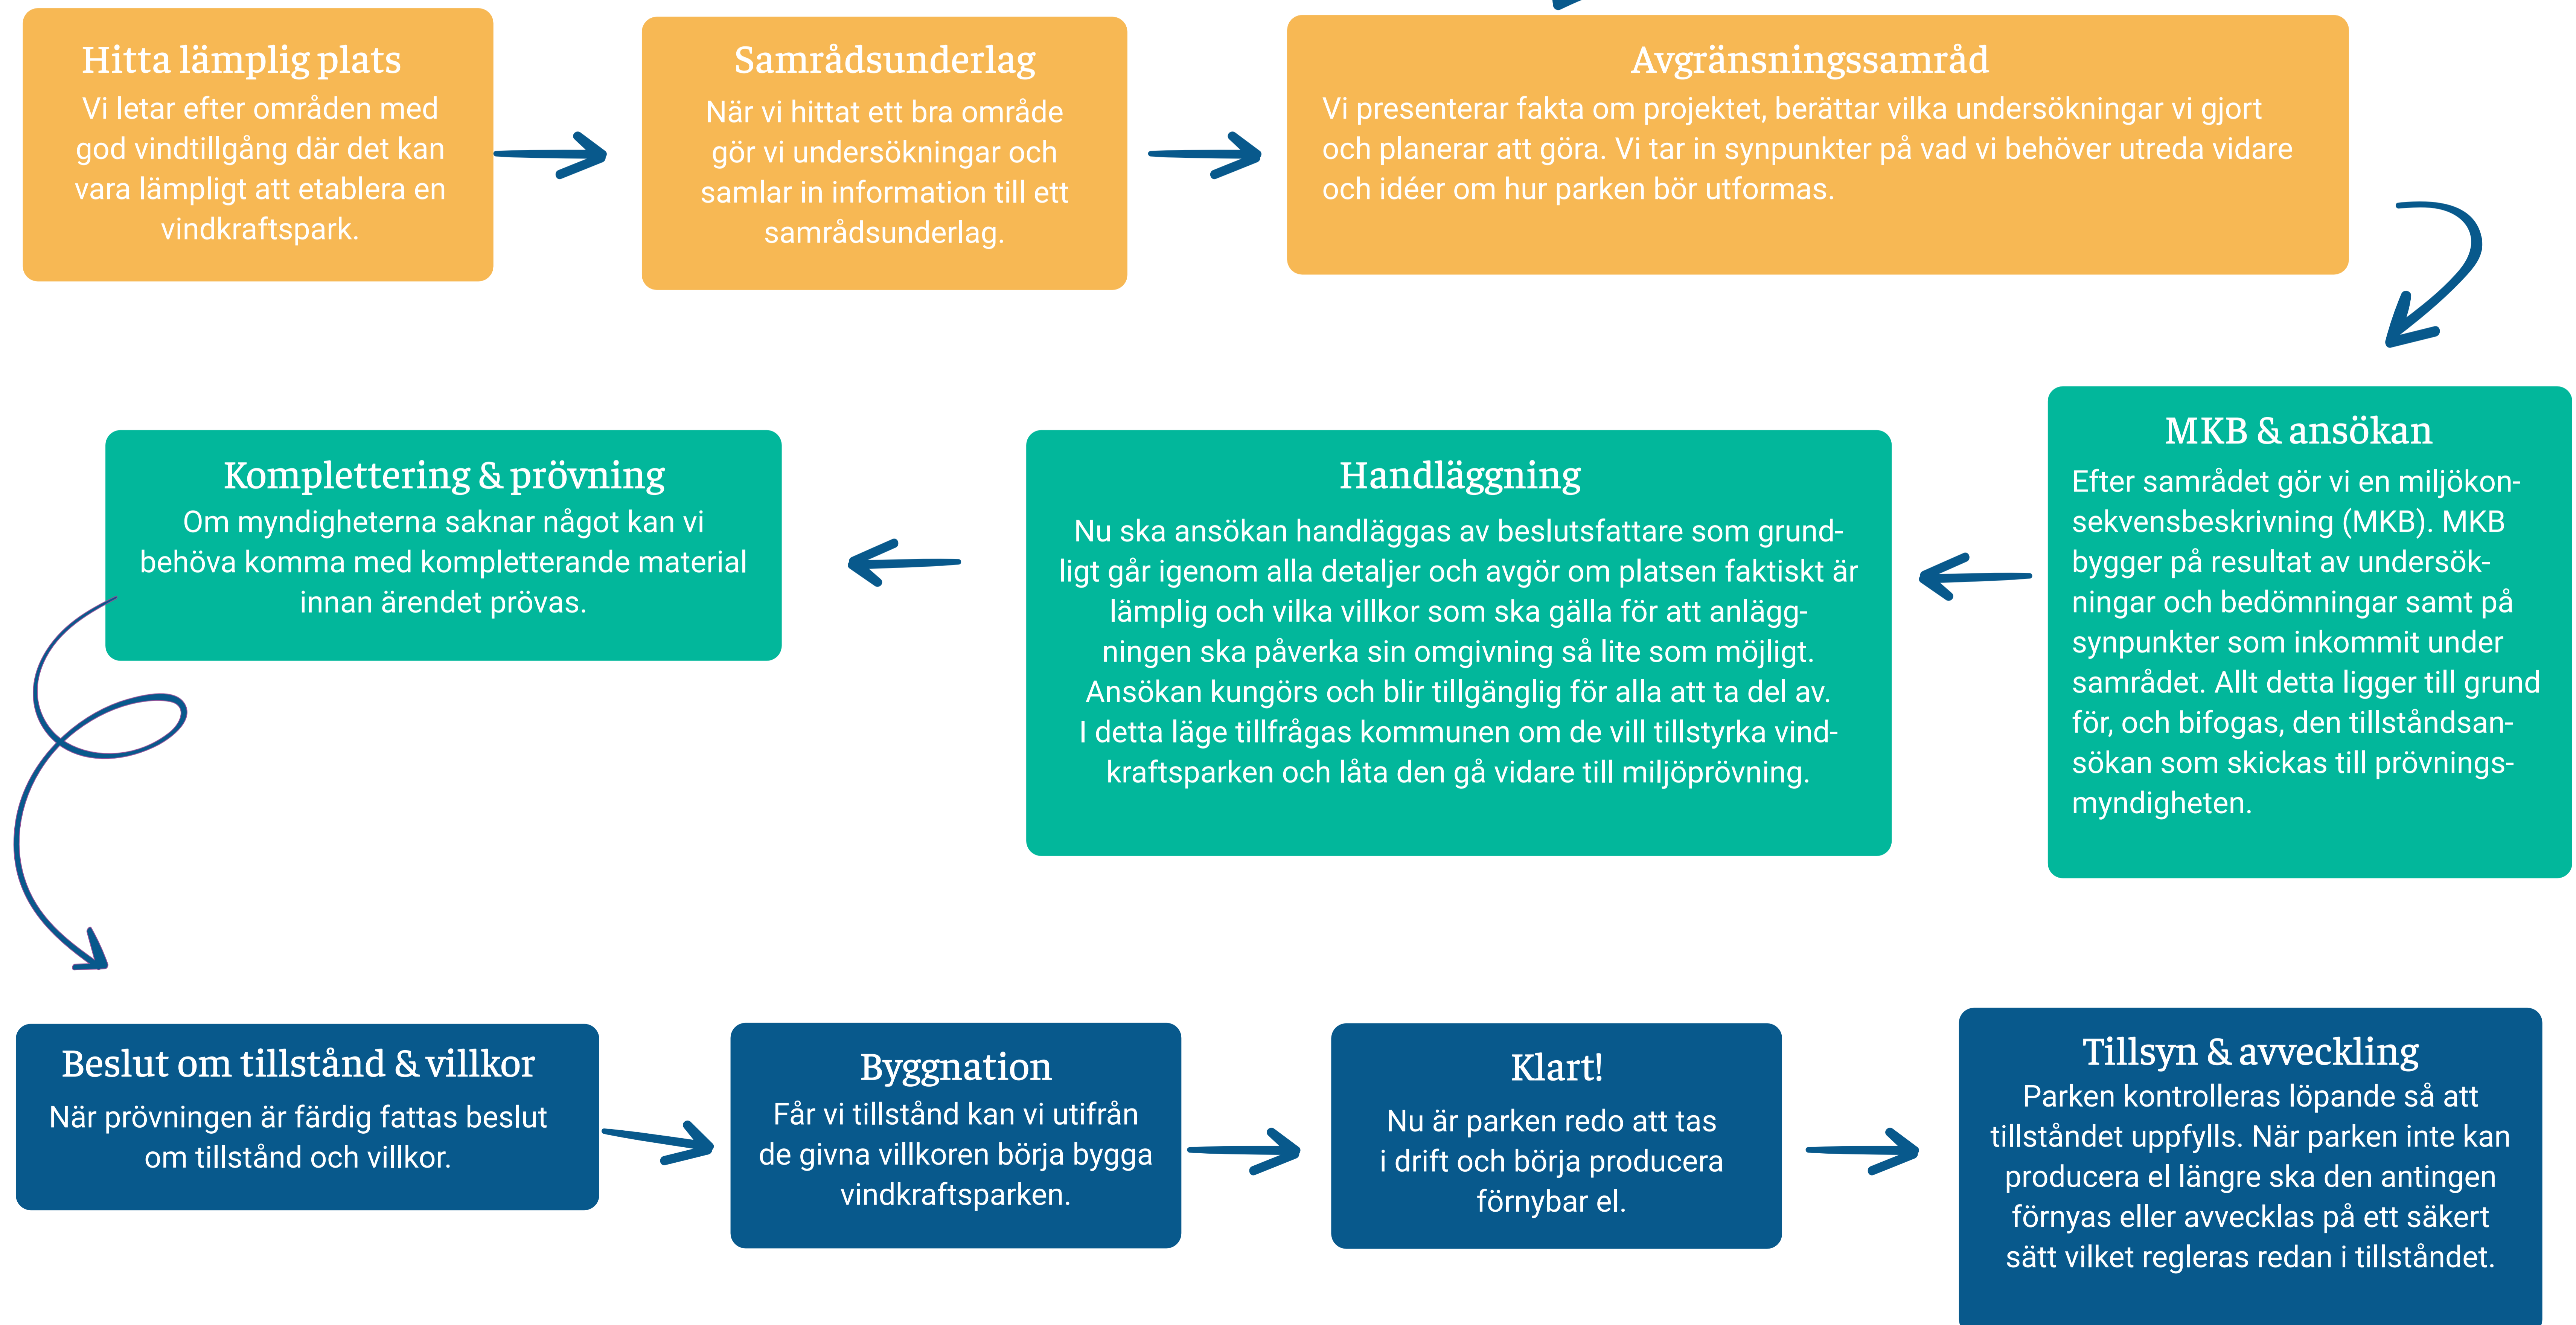 Hitta lämplig plats
Vi letar efter områden med
god vindtillgång där det kan
vara lämpligt att etablera en
vindkraftspark.
Samrådsunderlag
När vi hittat ett bra område
gör vi undersökningar och
samlar in information till ett
samrådsunderlag.
Avgränsningssamråd
Vi presenterar fakta om projektet, berättar vilka undersökningar vi gjort
och planerar att göra. Vi tar in synpunkter på vad vi behöver utreda vidare
och idéer om hur parken bör utformas.
MKB & ansökan
Efter samrådet gör vi en miljökon-
sekvensbeskrivning (MKB). MKB
bygger på resultat av undersök-
ningar och bedömningar samt på
synpunkter som inkommit under
samrådet. Allt detta ligger till grund
för, och bifogas, den tillståndsan-
sökan som skickas till prövnings-
myndigheten.
Handläggning
Nu ska ansökan handläggas av beslutsfattare som grund-
ligt går igenom alla detaljer och avgör om platsen faktiskt är
lämplig och vilka villkor som ska gälla för att anlägg-
ningen ska påverka sin omgivning så lite som möjligt.
Ansökan kungörs och blir tillgänglig för alla att ta del av.
I detta läge tillfrågas kommunen om de vill tillstyrka vind-
kraftsparken och låta den gå vidare till miljöprövning.
Komplettering & prövning
Om myndigheterna saknar något kan vi
behöva komma med kompletterande material
innan ärendet prövas.
Beslut om tillstånd & villkor
När prövningen är färdig fattas beslut
om tillstånd och villkor.
Byggnation
Får vi tillstånd kan vi utifrån
de givna villkoren börja bygga
vindkraftsparken.
Klart!
Nu är parken redo att tas
i drift och börja producera
förnybar el.
Tillsyn & avveckling
Parken kontrolleras löpande så att
tillståndet uppfylls. När parken inte kan
producera el längre ska den antingen
förnyas eller avvecklas på ett säkert
sätt vilket regleras redan i tillståndet.